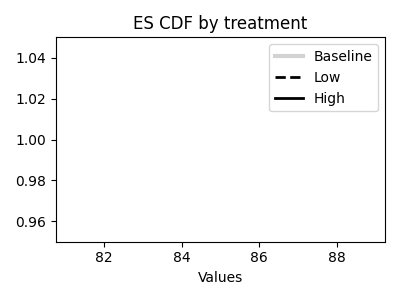 ES CDF by treatment
1.04
1.02
1.00
0.98
0.96
Baseline
Low
High
82 84 86 88
Values